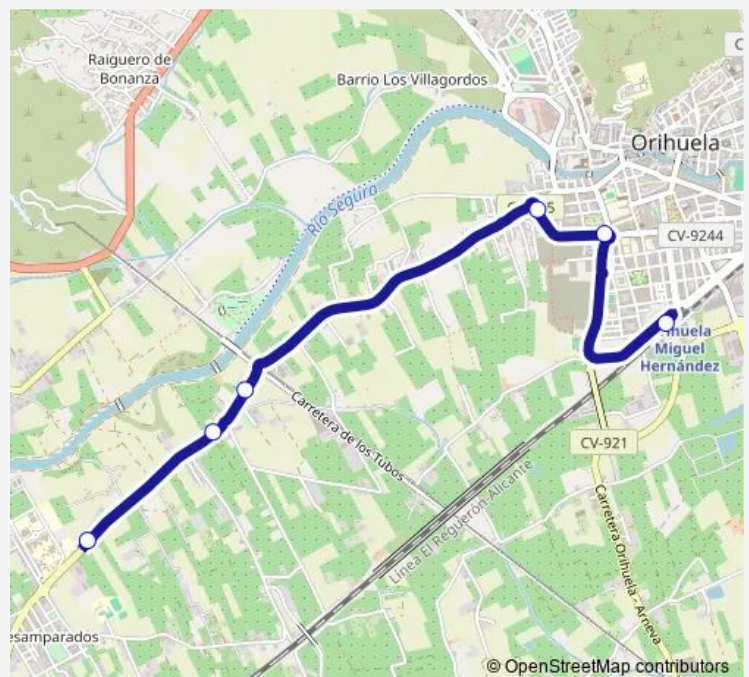 Raiguero de
Bonanza
Barrio Los Villagordos
Orihuela
Río Segura
CV-9244
Miguel
Hernández
Carretera de los Tubos
CV-921
Línea El Reguerón-Alicante
Carretera Orihuela - Arneva
esamparados
© OpenStreetMap contributors